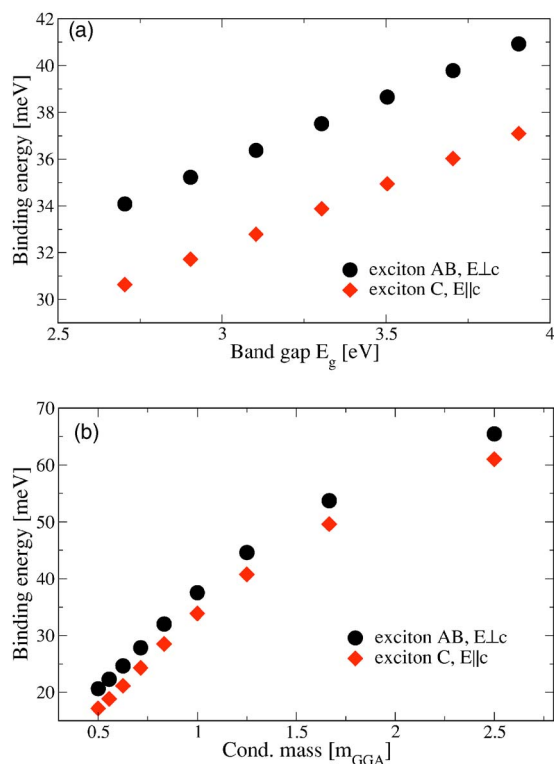 (a)
42
40
38
36
34
32
30
Binding energy [meV]
exciton AB, E⊥c
exciton C, E||c
2.5 3 3.5 4
Band gap E_g [eV]
(b)
70
60
50
40
30
20
Binding energy [meV]
exciton AB, E⊥c
exciton C, E||c
0.5 1.0 1.5 2.0 2.5
Cond. mass [m_GGA]